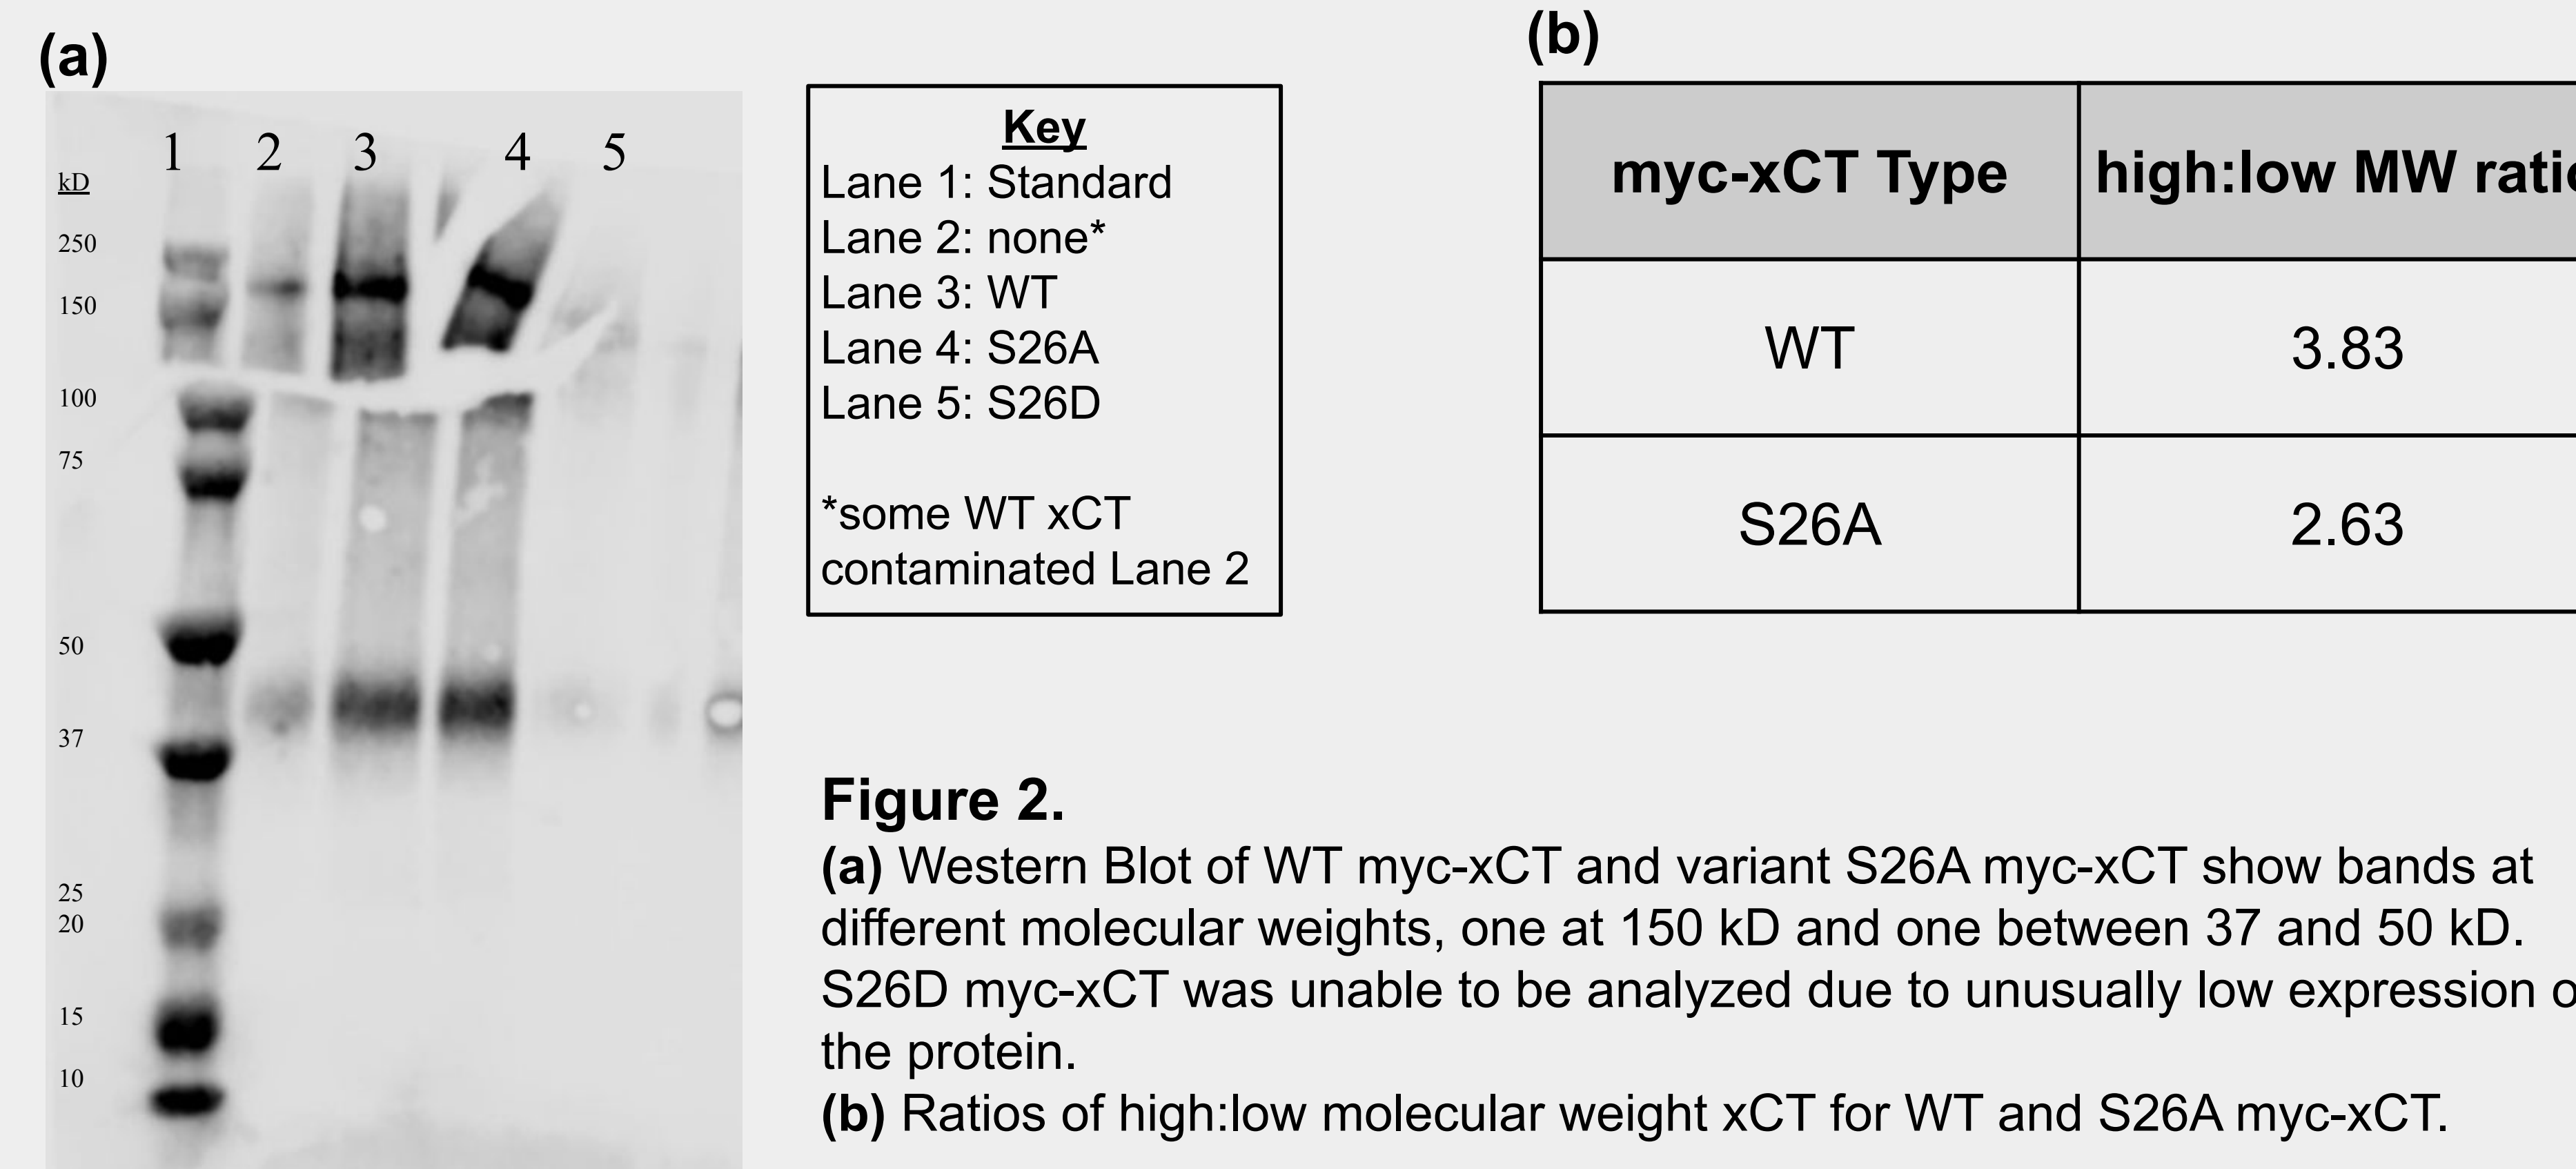 (a)
1 2 3 4 5
kD
250
150
100
75
50
37
25
20
15
10
Key
Lane 1: Standard
Lane 2: none*
Lane 3: WT
Lane 4: S26A
Lane 5: S26D
*some WT xCT
contaminated Lane 2
(b)
myc-xCT Type high:low MW
WT 3.83
S26A 2.63
Figure 2.
(a) Western Blot of WT myc-xCT and variant S26A myc-xCT show bands at
different molecular weights, one at 150 kD and one between 37 and 50 kD.
S26D myc-xCT was unable to be analyzed due to unusually low expression
the protein.
(b) Ratios of high:low molecular weight xCT for WT and S26A myc-xCT.